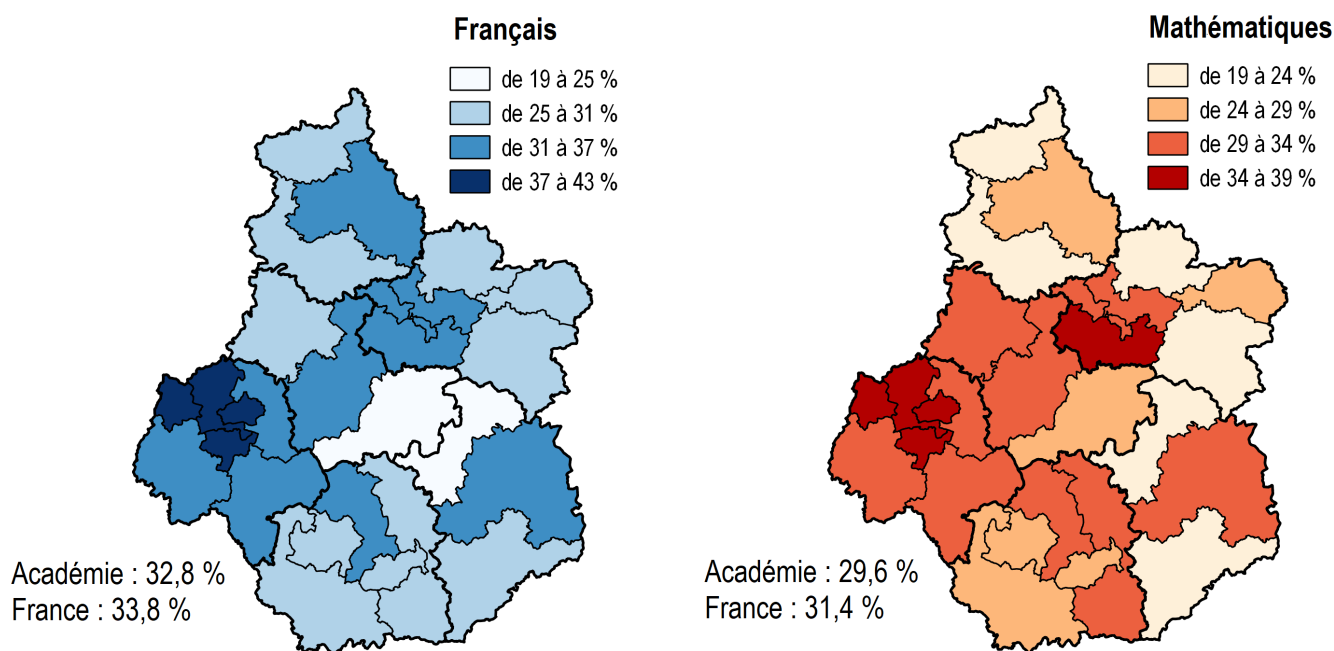 Français
de 19 à 25 %
de 25 à 31 %
de 31 à 37 %
de 37 à 43 %
Académie : 32,8 %
France : 33,8 %
Mathématiques
de 19 à 24 %
de 24 à 29 %
de 29 à 34 %
de 34 à 39 %
Académie : 29,6 %
France : 31,4 %